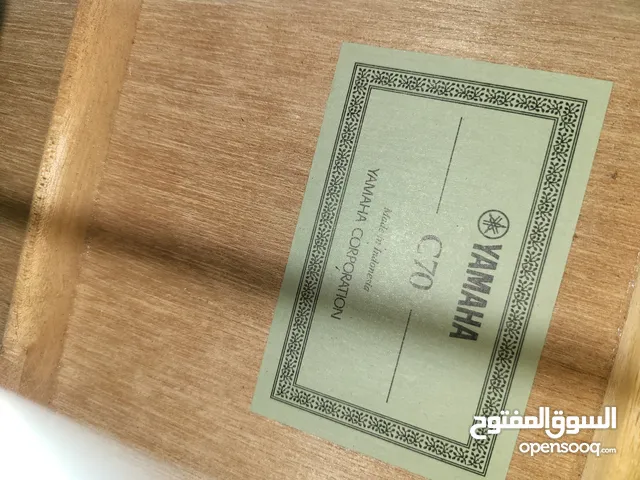 YAMAHA
C70
Made in Indonesia
YAMAHA CORPORATION
السوق المفتوح
opensooq.com